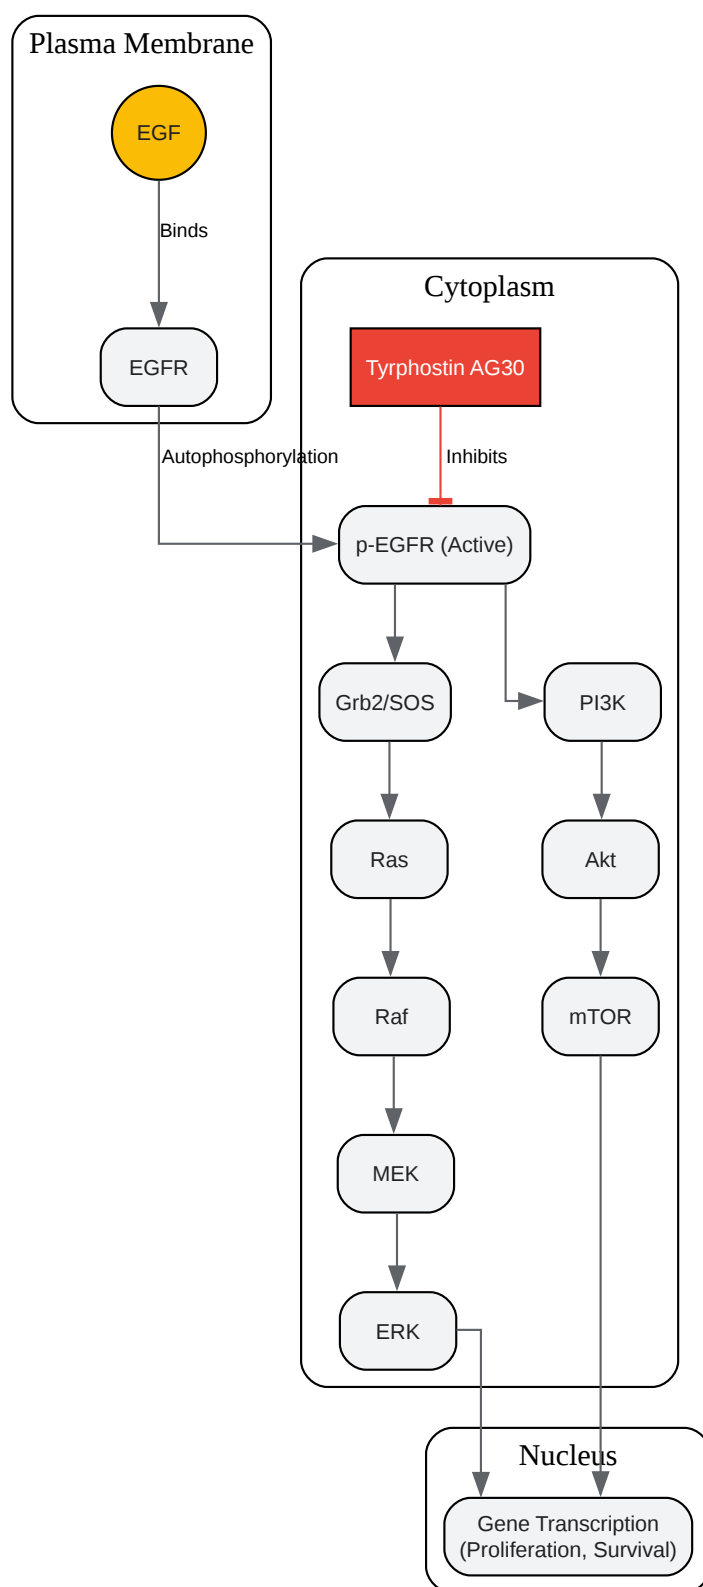 Plasma Membrane
EGF
Binds
EGFR
Autophosphorylation
Cytoplasm
Tyrphostin AG30
Inhibits
p-EGFR (Active)
Grb2/SOS
PI3K
Ras
Akt
Raf
mTOR
MEK
ERK
Nucleus
Gene Transcription
(Proliferation, Survival)